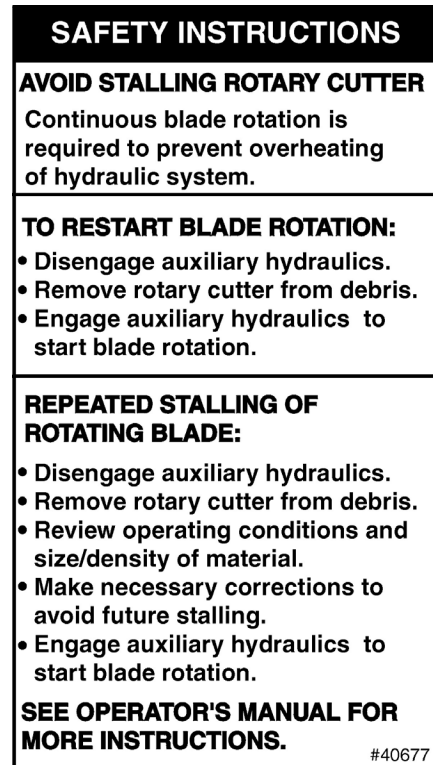 SAFETY INSTRUCTIONS
AVOID STALLING ROTARY CUTTER
Continuous blade rotation is
required to prevent overheating
of hydraulic system.
TO RESTART BLADE ROTATION:
• Disengage auxiliary hydraulics.
• Remove rotary cutter from debris.
• Engage auxiliary hydraulics to
start blade rotation.
REPEATED STALLING OF
ROTATING BLADE:
• Disengage auxiliary hydraulics.
• Remove rotary cutter from debris.
• Review operating conditions and
size/density of material.
• Make necessary corrections to
avoid future stalling.
• Engage auxiliary hydraulics to
start blade rotation.
SEE OPERATOR'S MANUAL FOR
MORE INSTRUCTIONS.
#40677